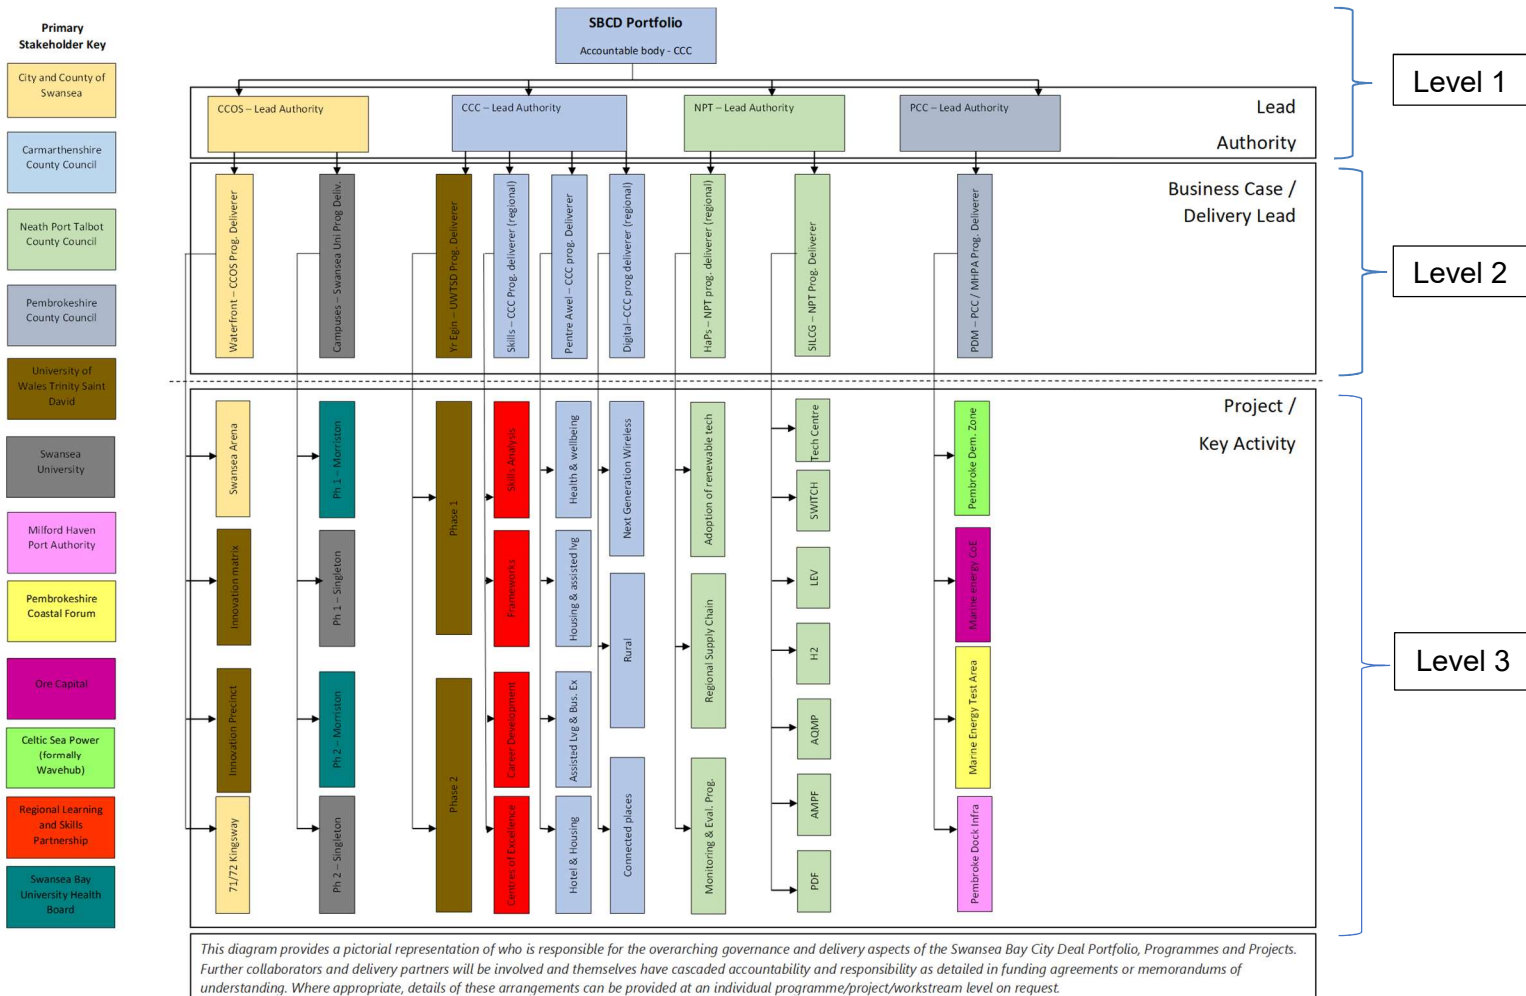 Primary
Stakeholder Key
City and County of
Swansea
Carmarthenshire
County Council
Neath Port Talbot
County Council
Pembrokeshire
County Council
University of
Wales Trinity Saint
David
Swansea
University
Milford Haven
Port Authority
Pembrokeshire
Coastal Forum
Ore Capital
Celtic Sea Power
(formally
Wavehub)
Regional Learning
and Skills
Partnership
Swansea Bay
University Health
Board
SBCD Portfolio
Accountable body - CCC
CCOS – Lead Authority
CCC – Lead Authority
NPT – Lead Authority
PCC – Lead Authority
Lead
Authority
Level 1
Waterfront – CCOS Prog. Deliverer
Campuses – Swansea Uni Prog Deliv.
Yr Egin – UWTSD Prog. Deliverer
Skills – CCC Prog. deliverer (regional)
Pentre Awel – CCC prog. Deliverer
Digital–CCC prog deliverer (regional)
HaPs – NPT prog. deliverer (regional)
SILCG – NPT Prog. Deliverer
PDM – PCC / MHPA Prog. Deliverer
Business Case /
Delivery Lead
Level 2
Project /
Key Activity
Level 3
Swansea Arena
Innovation matrix
Innovation Precinct
71/72 Kingsway
Ph 1 – Morriston
Ph 1 – Singleton
Ph 2 – Morriston
Ph 2 – Singleton
Phase 1
Phase 2
Skills Analysis
Frameworks
Career Development
Centres of Excellence
Health & wellbeing
Housing & assisted lvg
Assisted Lvg & Bus. Ex
Hotel & Housing
Next Generation Wireless
Rural
Connected places
Adoption of renewable tech
Regional Supply Chain
Monitoring & Eval. Prog.
Tech Centre
SWITCH
LEV
H2
AQMP
AMPF
PDF
Pembroke Dem. Zone
Marine energy CoE
Marine Energy Test Area
Pembroke Dock Infra
This diagram provides a pictorial representation of who is responsible for the overarching governance and delivery aspects of the Swansea Bay City Deal Portfolio, Programmes and Projects.
Further collaborators and delivery partners will be involved and themselves have cascaded accountability and responsibility as detailed in funding agreements or memorandums of
understanding. Where appropriate, details of these arrangements can be provided at an individual programme/project/workstream level on request.